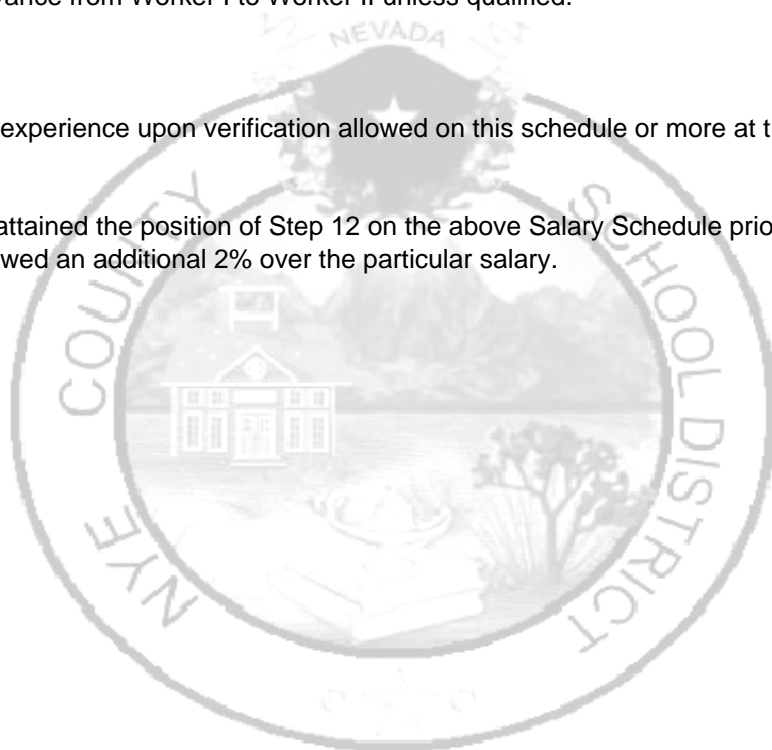 vance from Worker I to Worker II unless qualified.
NEVADA
experience upon verification allowed on this schedule or more at t
attained the position of Step 12 on the above Salary Schedule prio
wed an additional 2% over the particular salary.
NYE COUNTY SCHOOL DISTRICT